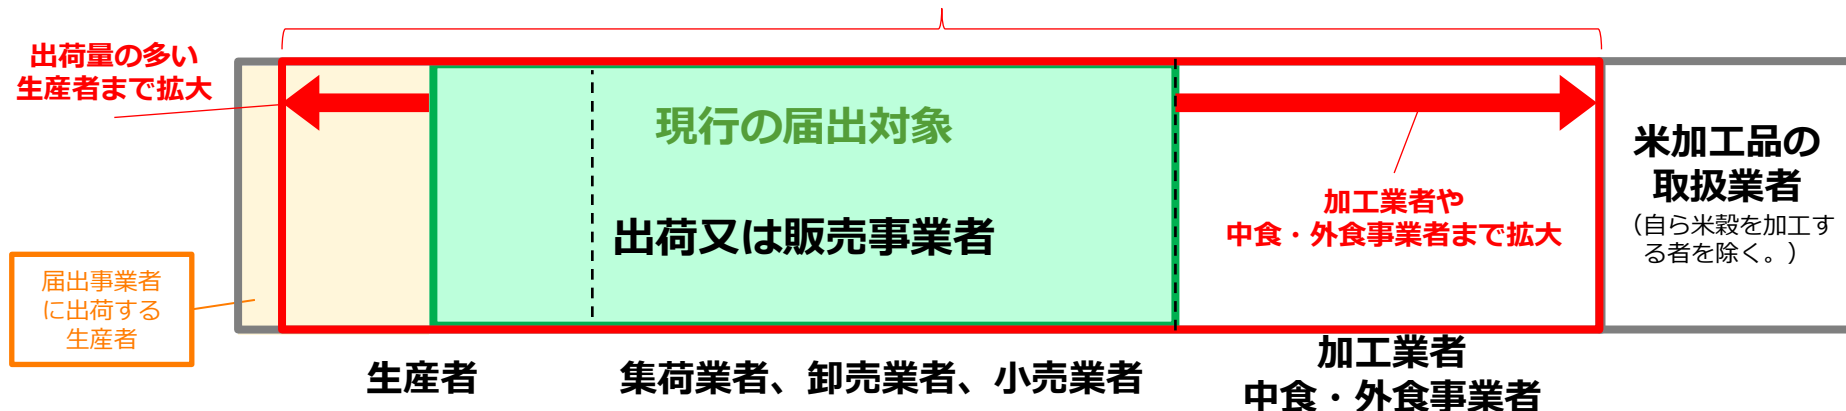 出荷量の多い
生産者まで拡大
現行の届出対象
出荷又は販売事業者
加工業者や
中食・外食事業者まで拡大
米加工品の
取扱業者
（自ら米穀を加工す
る者を除く。）
届出事業者
に出荷する
生産者
生産者
集荷業者、卸売業者、小売業者
加工業者
中食・外食事業者